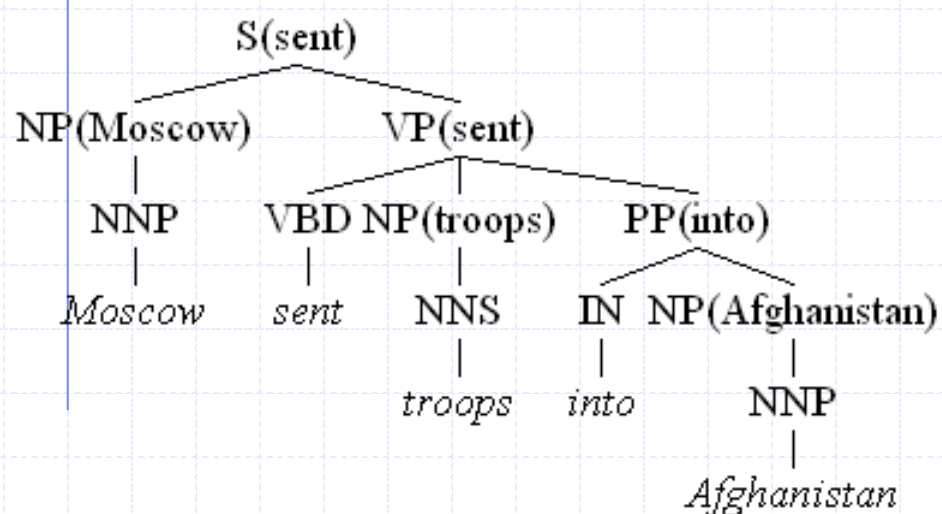 S(sent)
NP(Moscow) VP(sent)
NNP VBD NP(troops) PP(into)
Moscow sent NNS IN NP(Afghanistan)
troops into NNP
Afghanistan